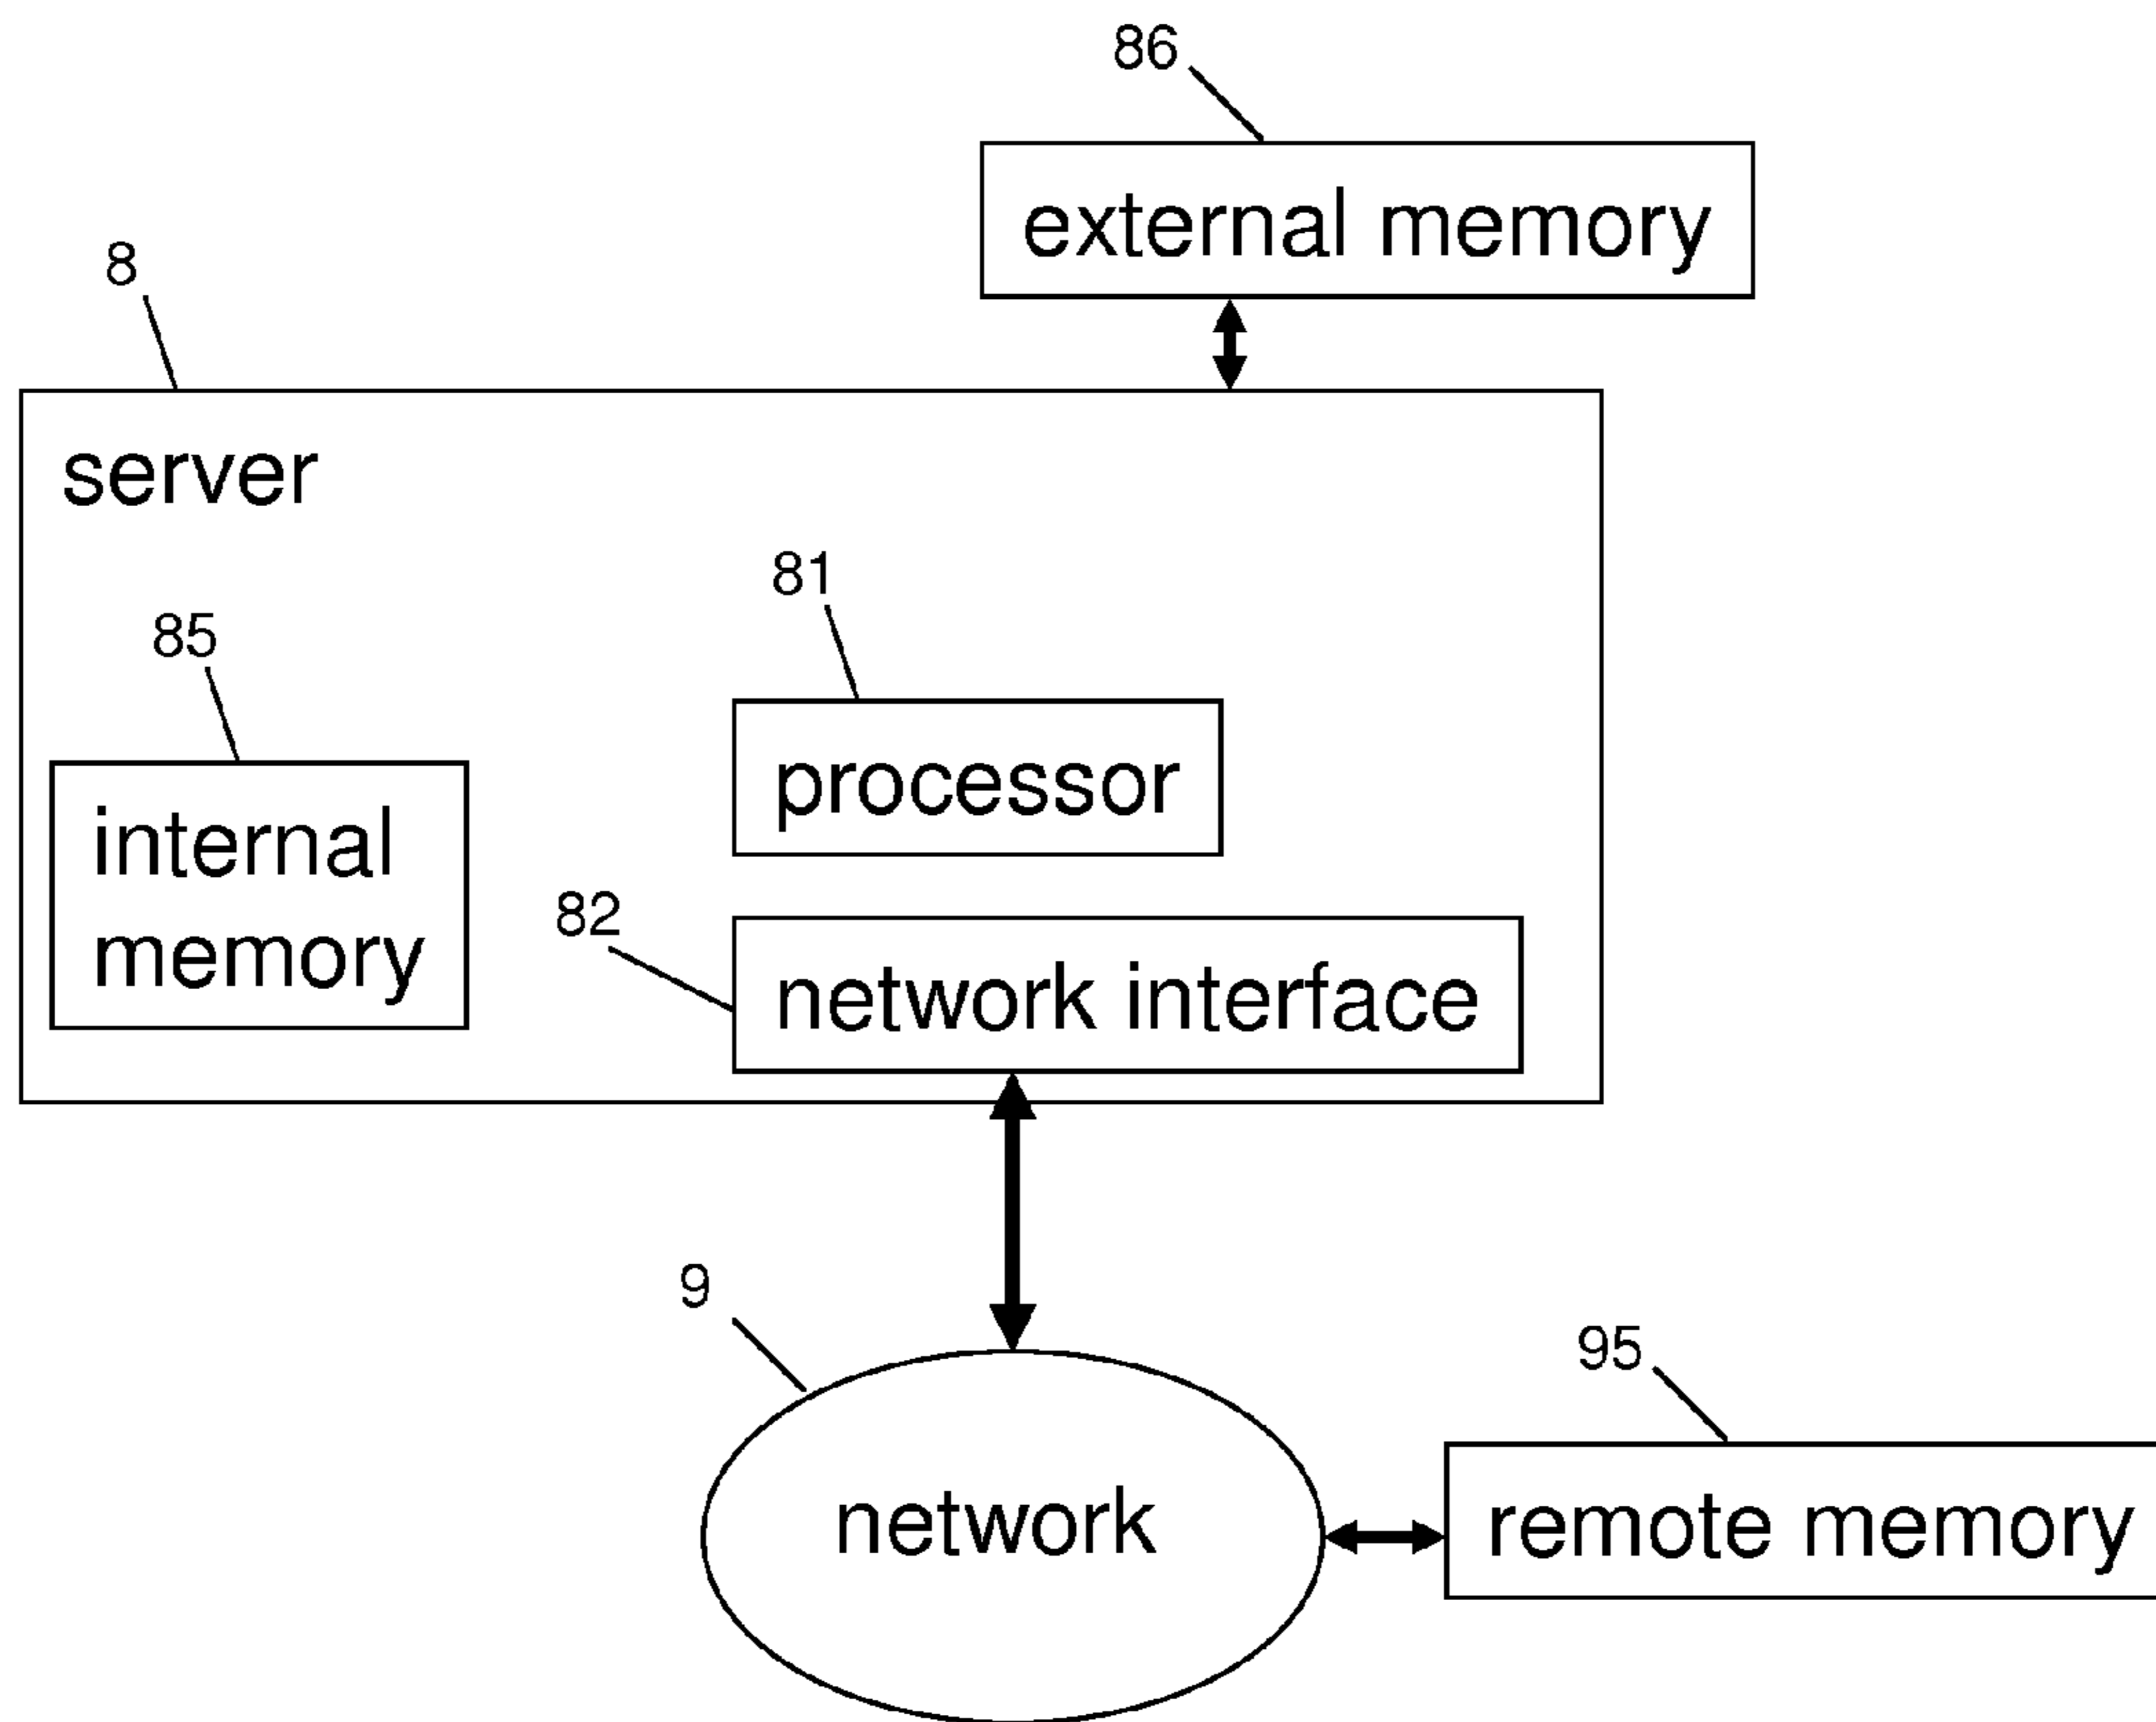 86
external memory
8
server
81
85
processor
internal
memory
82
network interface
9
95
network
remote memory